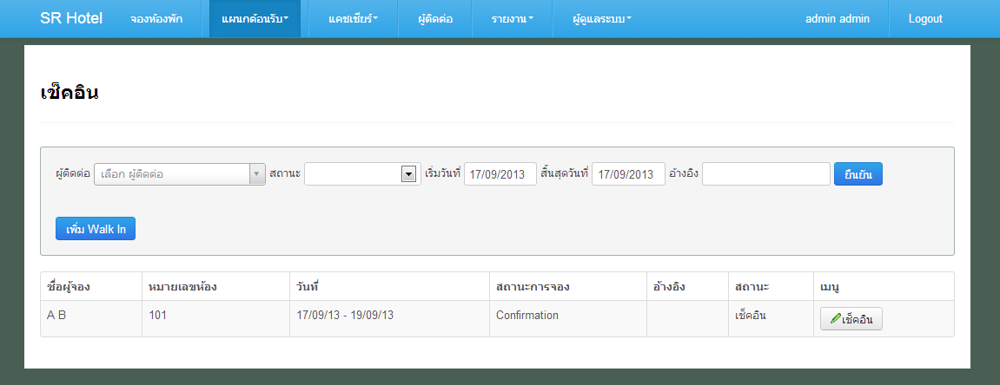 SR Hotel จองห้องพัก แผนกต้อนรับ แคชเชียร์ ผู้ติดต่อ รายงาน ผู้ดูแลระบบ admin admin Logout
เช็คอิน
ผู้ติดต่อ เลือก ผู้ติดต่อ สถานะ เริ่มวันที่ 17/09/2013 สิ้นสุดวันที่ 17/09/2013 อ้างอิง ยืนยัน
เพิ่ม Walk In
ชื่อผู้จอง หมายเลขห้อง วันที่ สถานะการจอง อ้างอิง สถานะ เมนู
A B 101 17/09/13 - 19/09/13 Confirmation เช็คอิน เช็คอิน